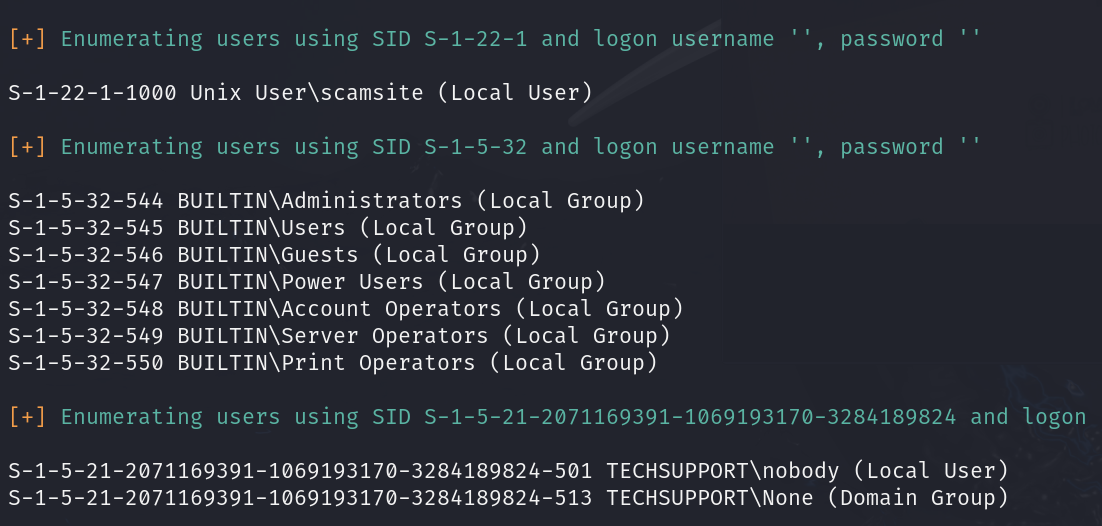 [+] Enumerating users using SID S-1-22-1 and logon username '', password ''
S-1-22-1-1000 Unix User\scamsite (Local User)
[+] Enumerating users using SID S-1-5-32 and logon username '', password ''
S-1-5-32-544 BUILTIN\Administrators (Local Group)
S-1-5-32-545 BUILTIN\Users (Local Group)
S-1-5-32-546 BUILTIN\Guests (Local Group)
S-1-5-32-547 BUILTIN\Power Users (Local Group)
S-1-5-32-548 BUILTIN\Account Operators (Local Group)
S-1-5-32-549 BUILTIN\Server Operators (Local Group)
S-1-5-32-550 BUILTIN\Print Operators (Local Group)
[+] Enumerating users using SID S-1-5-21-2071169391-1069193170-3284189824 and logon
S-1-5-21-2071169391-1069193170-3284189824-501 TECHSUPPORT\nobody (Local User)
S-1-5-21-2071169391-1069193170-3284189824-513 TECHSUPPORT\None (Domain Group)